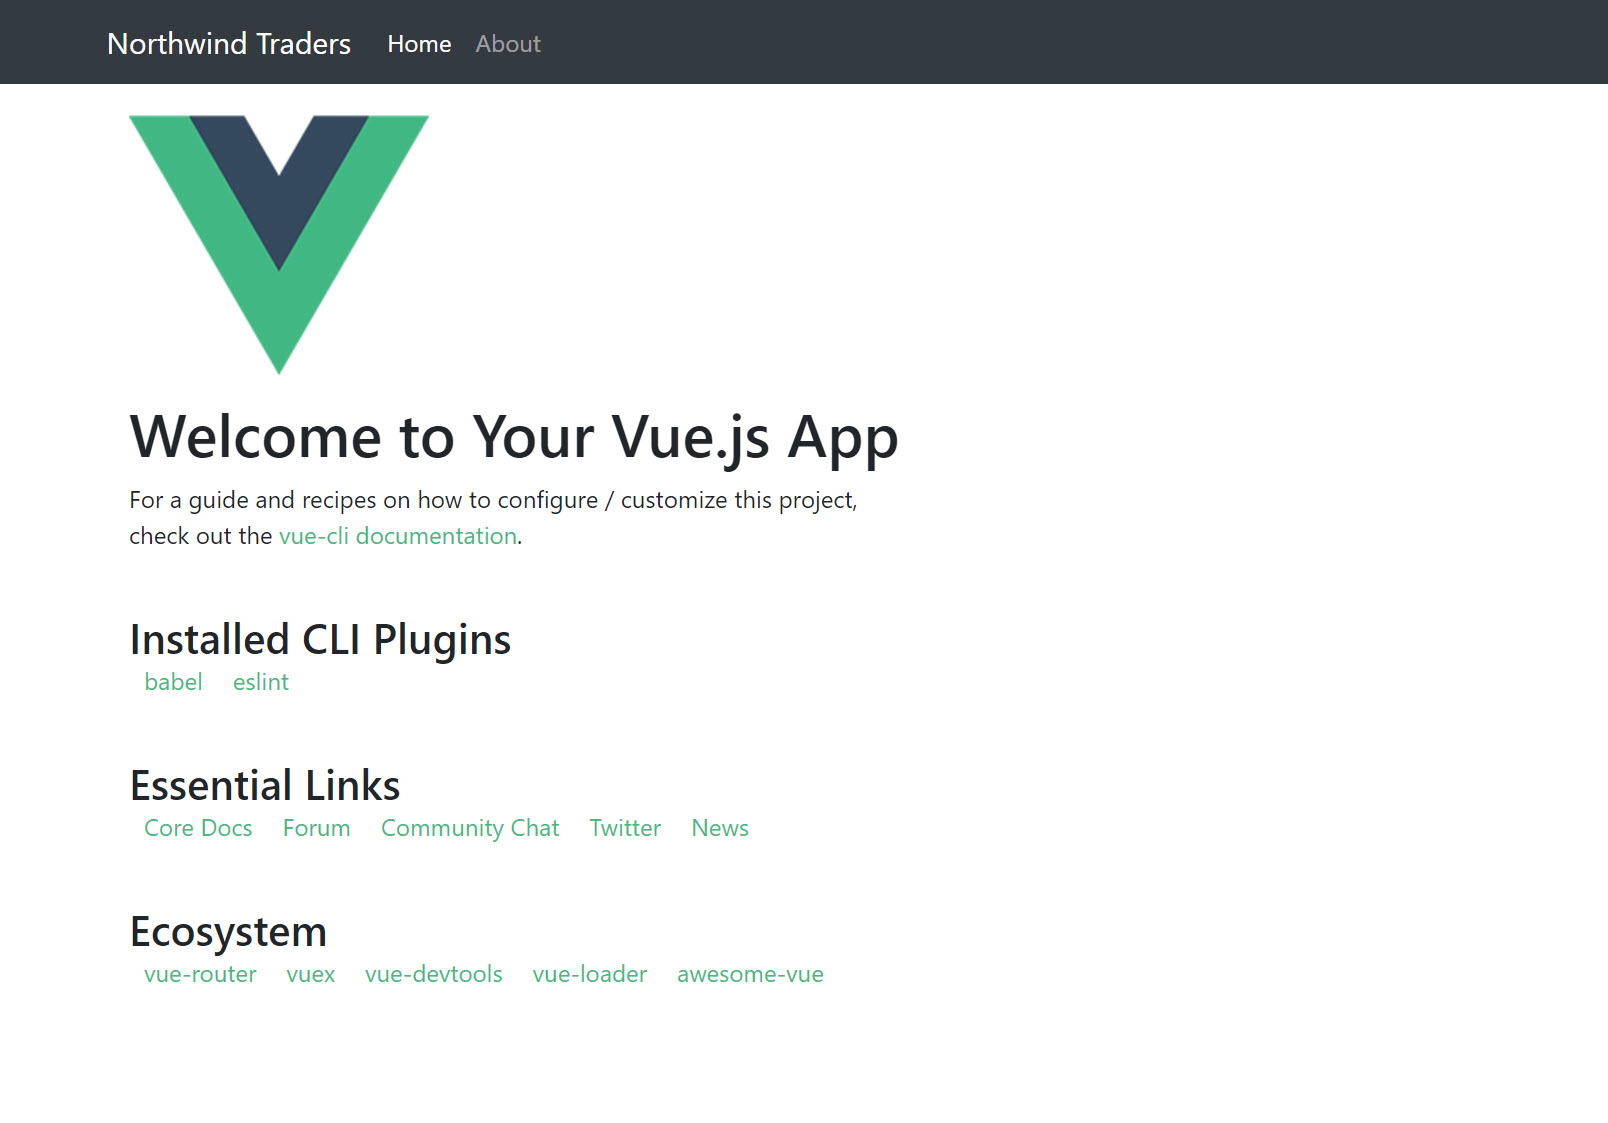 Northwind Traders Home About
Welcome to Your Vue.js App
For a guide and recipes on how to configure / customize this project,
check out the vue-cli documentation.
Installed CLI Plugins
babel eslint
Essential Links
Core Docs Forum Community Chat Twitter News
Ecosystem
vue-router vuex vue-devtools vue-loader awesome-vue